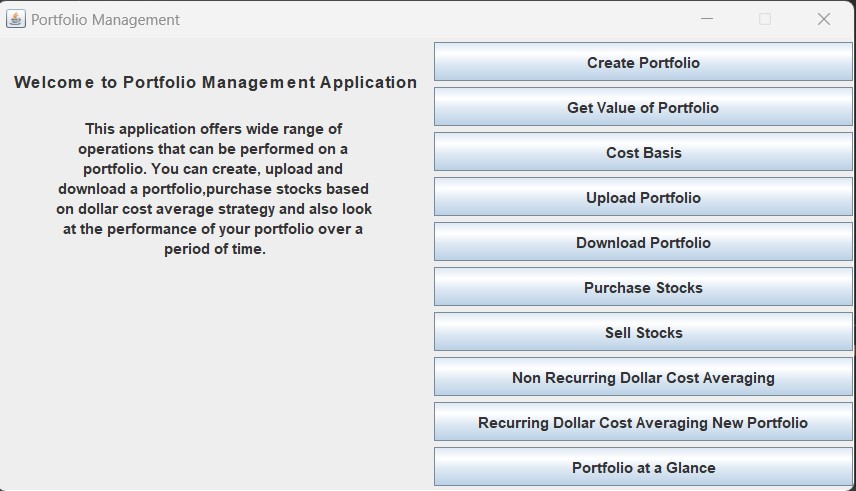 Portfolio Management
Welcome to Portfolio Management Application
This application offers wide range of
operations that can be performed on a
portfolio. You can create, upload and
download a portfolio,purchase stocks based
on dollar cost average strategy and also look
at the performance of your portfolio over a
period of time.
Create Portfolio
Get Value of Portfolio
Cost Basis
Upload Portfolio
Download Portfolio
Purchase Stocks
Sell Stocks
Non Recurring Dollar Cost Averaging
Recurring Dollar Cost Averaging New Portfolio
Portfolio at a Glance